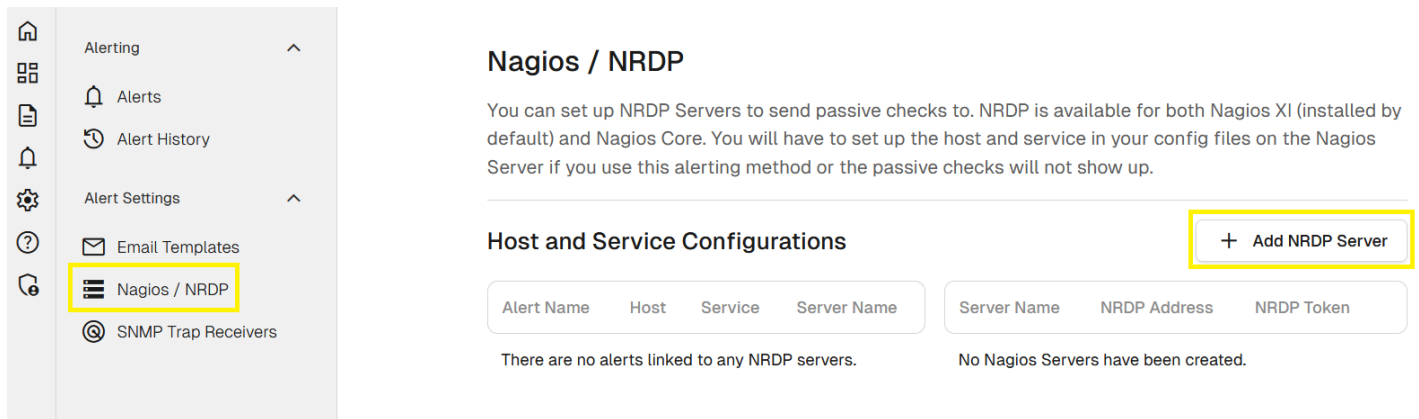 Alerting
Alerts
Alert History
Alert Settings
Email Templates
Nagios / NRDP
SNMP Trap Receivers
Nagios / NRDP
You can set up NRDP Servers to send passive checks to. NRDP is available for both Nagios XI (installed by
default) and Nagios Core. You will have to set up the host and service in your config files on the Nagios
Server if you use this alerting method or the passive checks will not show up.
Host and Service Configurations
+ Add NRDP Server
Alert Name Host Service Server Name
There are no alerts linked to any NRDP servers.
Server Name NRDP Address NRDP Token
No Nagios Servers have been created.